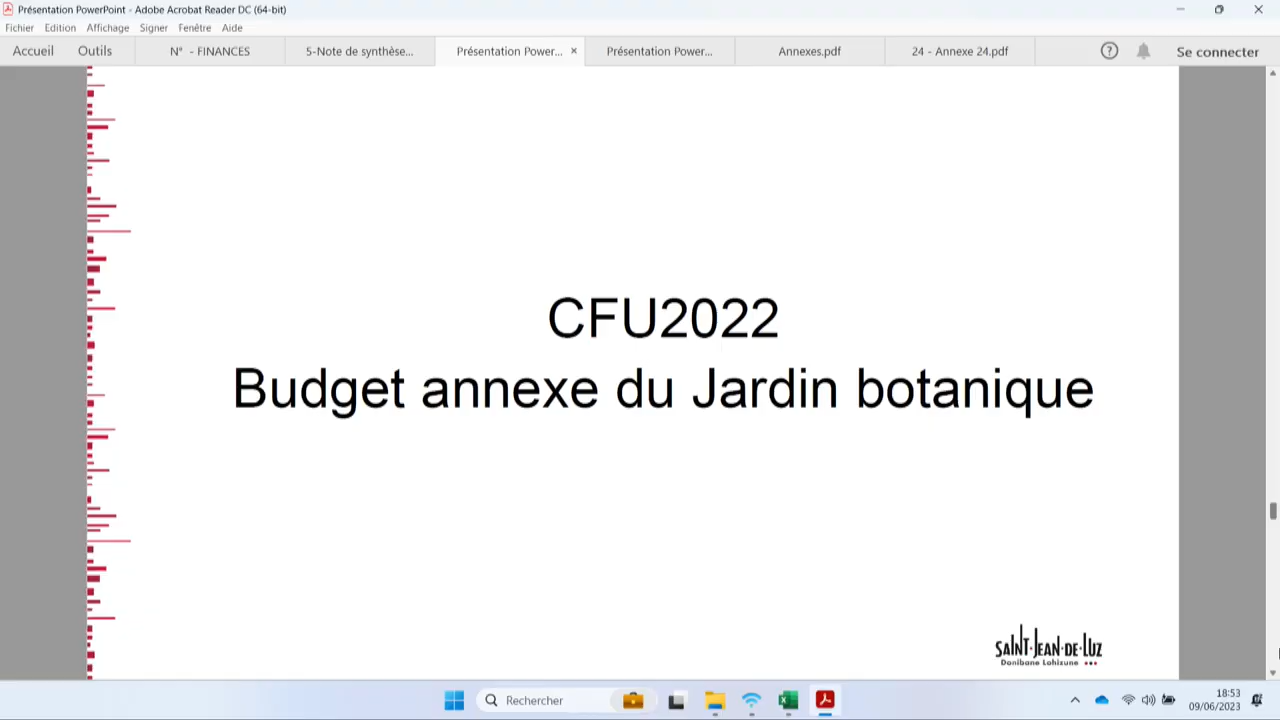 Présentation PowerPoint - Adobe Acrobat Reader DC (64-bit)
Fichier Edition Affichage Signer Fenêtre Aide
Accueil Outils N° - FINANCES 5-Note de synthèse... Présentation Power... × Présentation Power... Annexes.pdf 24 - Annexe 24.pdf ? Se connecter
CFU2022
Budget annexe du Jardin botanique
SAINT·JEAN·DE·LUZ
Donibane Lohizune
Rechercher
18:53
09/06/2023